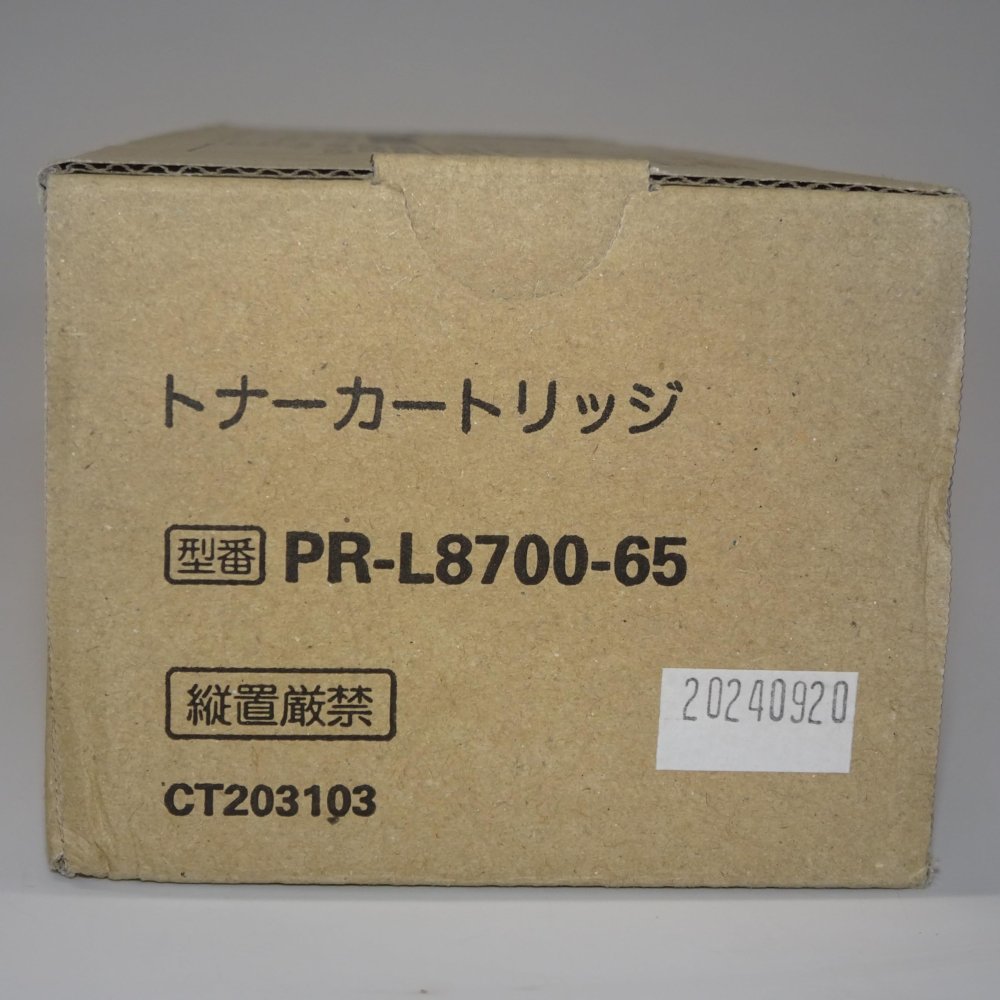 トナーカートリッジ
型番 PR-L8700-65
縦置厳禁
20240920
CT203103